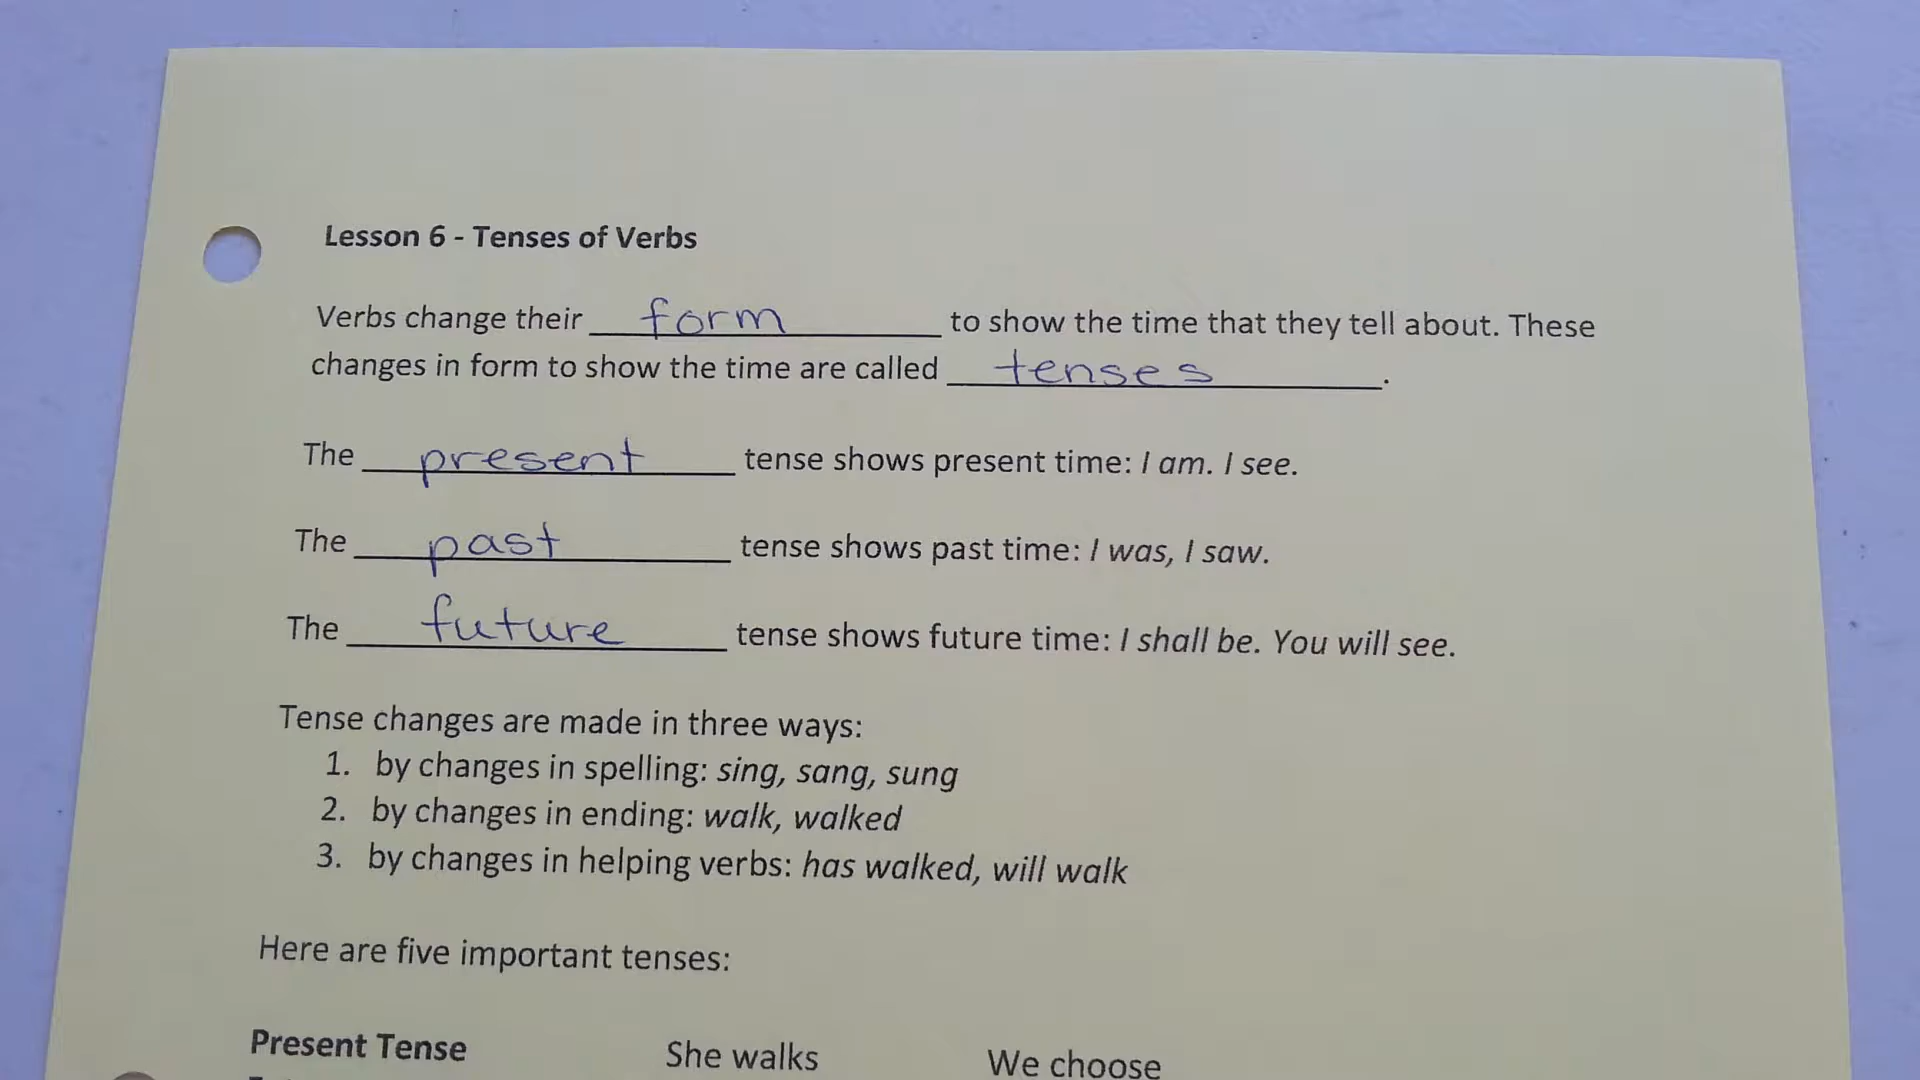 Lesson 6 - Tenses of Verbs
Verbs change their form to show the time that they tell about. These
changes in form to show the time are called tenses.
The present tense shows present time: I am. I see.
The past tense shows past time: I was, I saw.
The future tense shows future time: I shall be. You will see.
Tense changes are made in three ways:
1. by changes in spelling: sing, sang, sung
2. by changes in ending: walk, walked
3. by changes in helping verbs: has walked, will walk
Here are five important tenses:
Present Tense She walks We choose